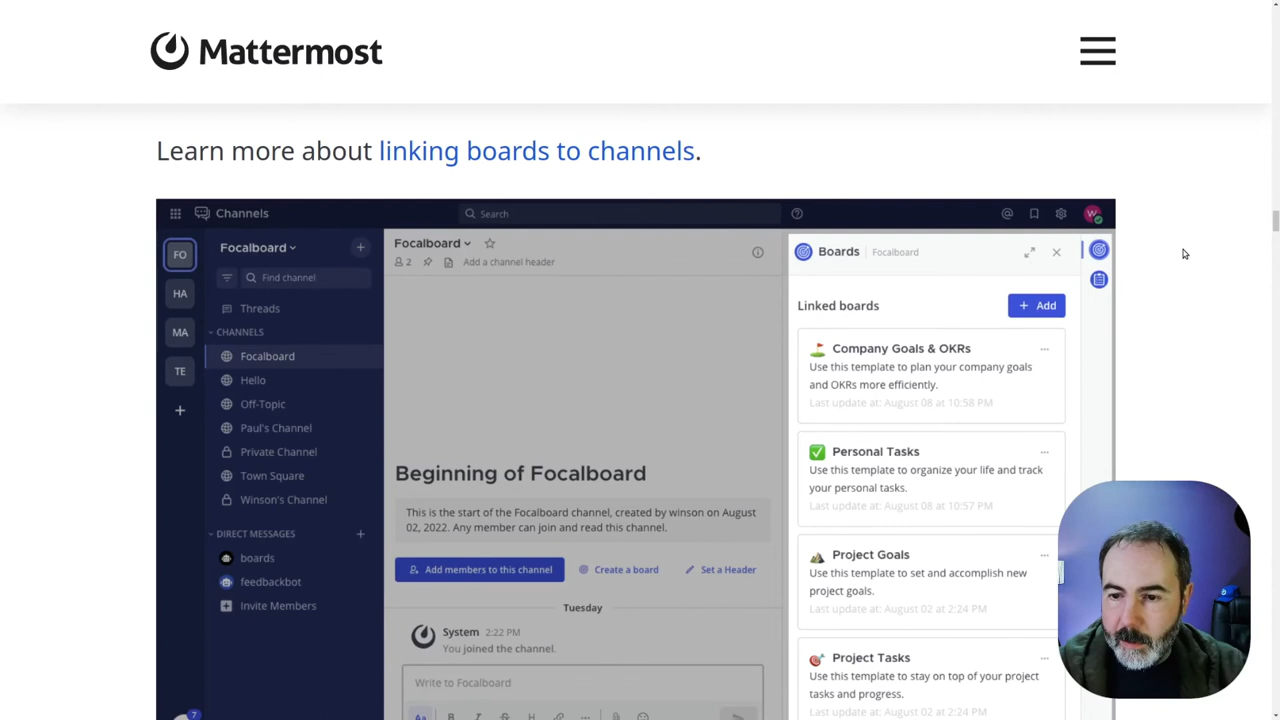 Mattermost
Learn more about linking boards to channels.
Channels
Search
FO
HA
MA
TE
Focalboard
Find channel
Threads
CHANNELS
Focalboard
Hello
Off-Topic
Paul's Channel
Private Channel
Town Square
Winson's Channel
DIRECT MESSAGES
boards
feedbackbot
Invite Members
7
Focalboard
2
Add a channel header
Beginning of Focalboard
This is the start of the Focalboard channel, created by winson on August
02, 2022. Any member can join and read this channel.
Add members to this channel
Create a board
Set a Header
Tuesday
System 2:22 PM
You joined the channel.
Write to Focalboard
Aa B I S H
W
Boards Focalboard
Linked boards
+ Add
Company Goals & OKRs
Use this template to plan your company goals
and OKRs more efficiently.
Last update at: August 08 at 10:58 PM
Personal Tasks
Use this template to organize your life and track
your personal tasks.
Last update at: August 08 at 10:57 PM
Project Goals
Use this template to set and accomplish new
project goals.
Last update at: August 02 at 2:24 PM
Project Tasks
Use this template to stay on top of your project
tasks and progress.
Last update at: August 02 at 2:24 PM